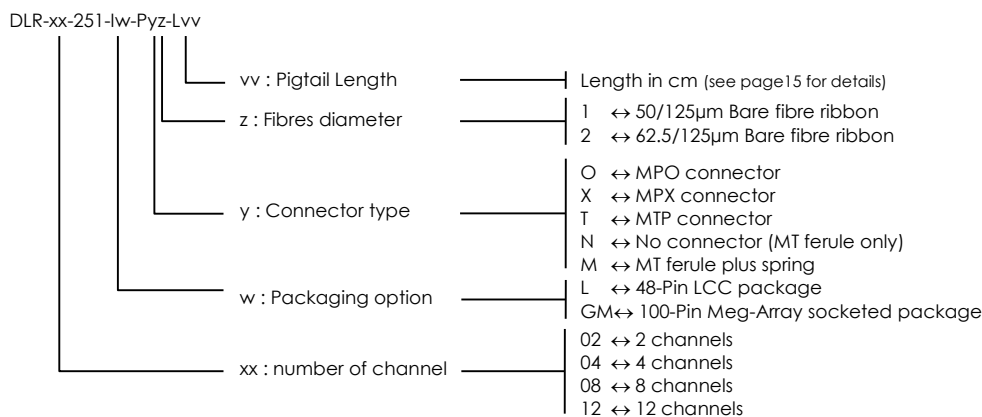 DLR-xx-251-lw-Pyz-Lvv
vv : Pigtail Length
Length in cm (see page15 for details)
z : Fibres diameter
1 ↔ 50/125µm Bare fibre ribbon
2 ↔ 62.5/125µm Bare fibre ribbon
y : Connector type
O ↔ MPO connector
X ↔ MPX connector
T ↔ MTP connector
N ↔ No connector (MT ferule only)
M ↔ MT ferule plus spring
w : Packaging option
L ↔ 48-Pin LCC package
GM↔ 100-Pin Meg-Array socketed package
xx : number of channel
02 ↔ 2 channels
04 ↔ 4 channels
08 ↔ 8 channels
12 ↔ 12 channels